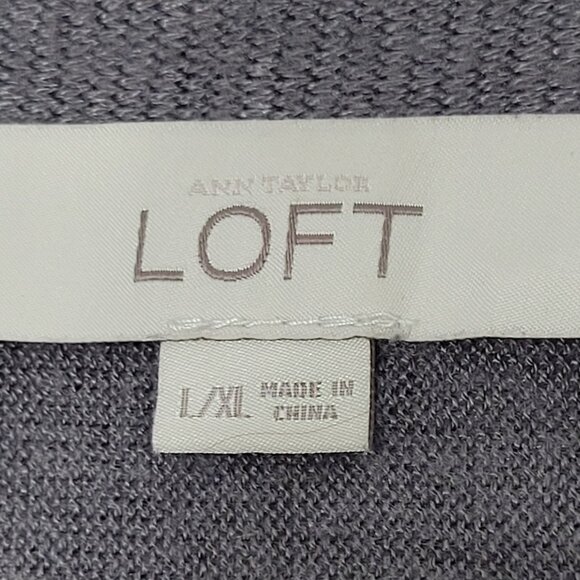 ANN TAYLOR
LOFT
L/XL MADE IN
CHINA